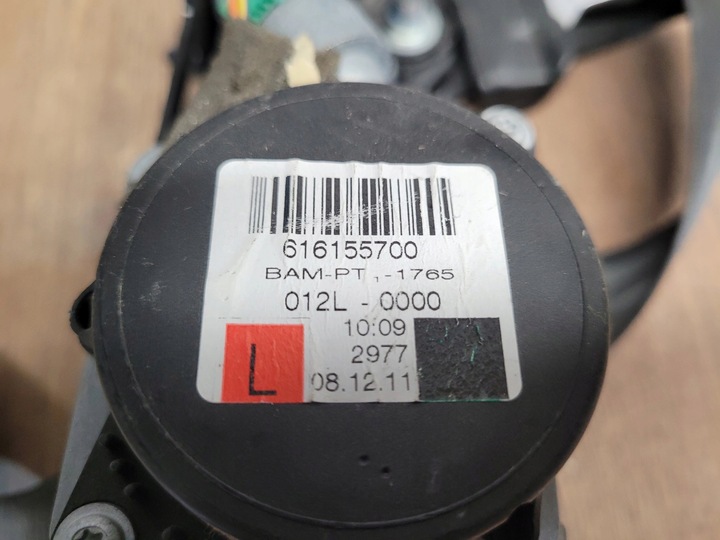 616155700
BAM-PT ,-1765
012L - 0000
10:09
2977
L 08.12.11